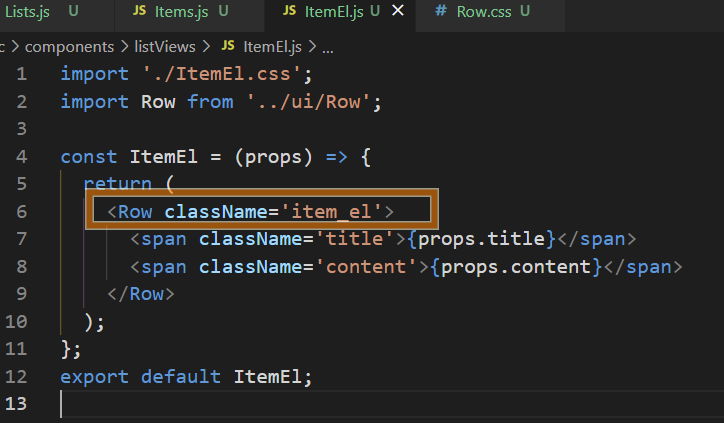 Lists.js U JS Items.js U JS ItemEl.js U × # Row.css U
c > components > listViews > JS ItemEl.js > ...
1 import './ItemEl.css';
2 import Row from '../ui/Row';
3
4 const ItemEl = (props) => {
5 return (
6 <Row className='item_el'>
7 <span className='title'>{props.title}</span>
8 <span className='content'>{props.content}</span>
9 </Row>
10 );
11 };
12 export default ItemEl;
13